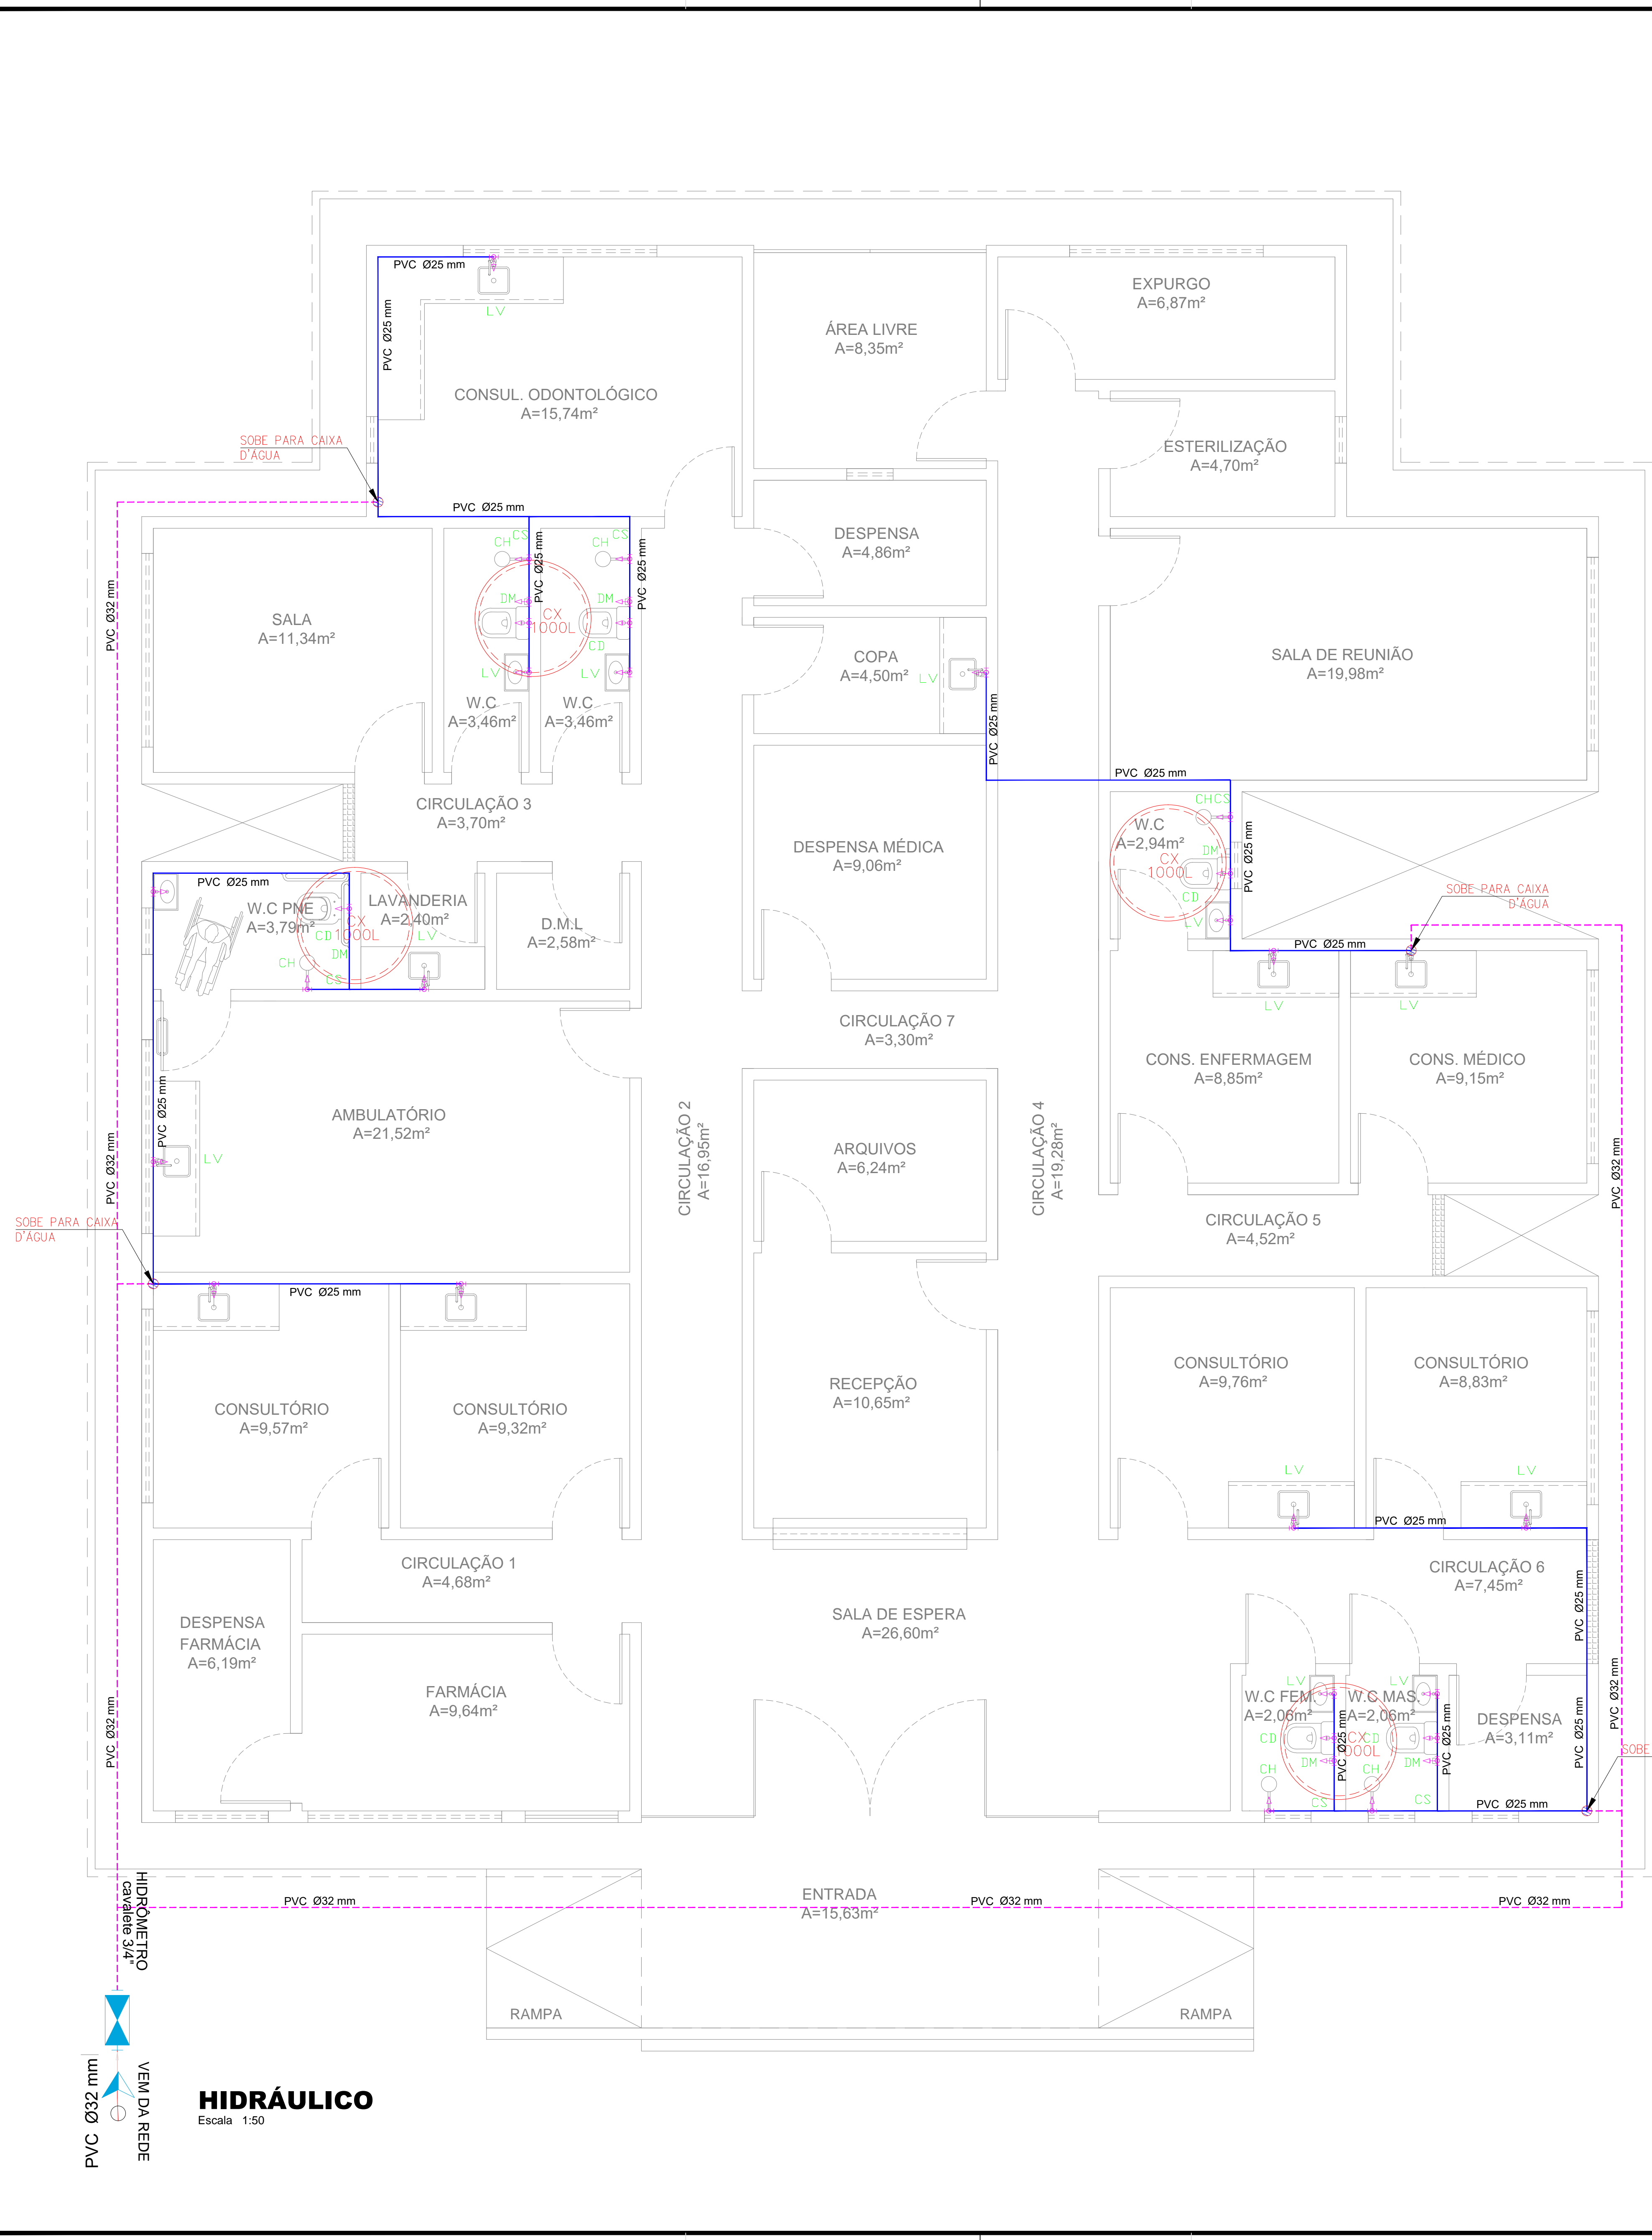 PVC Ø25 mm
PVC Ø25 mm
LV
CONSUL. ODONTOLÓGICO
A=15,74m²
ÁREA LIVRE
A=8,35m²
EXPURGO
A=6,87m²
ESTERILIZAÇÃO
A=4,70m²
SOBE PARA CAIXA
D'ÁGUA
PVC Ø25 mm
DESPENSA
A=4,86m²
CH
CS
PVC Ø25 mm
CH
CS
PVC Ø25 mm
DM
DM
CX
1000L
CD
LV
LV
PVC Ø32 mm
SALA
A=11,34m²
W.C
A=3,46m²
W.C
A=3,46m²
COPA
A=4,50m²
LV
PVC Ø25 mm
SALA DE REUNIÃO
A=19,98m²
PVC Ø25 mm
CIRCULAÇÃO 3
A=3,70m²
DESPENSA MÉDICA
A=9,06m²
CHCS
W.C
A=2,94m²
DM
CX
1000L
CD
LV
PVC Ø25 mm
SOBE PARA CAIXA
D'ÁGUA
PVC Ø25 mm
PVC Ø25 mm
W.C PNE
A=3,79m²
CX
1000L
CD
DM
CH
CS
LAVANDERIA
A=2,40m²
LV
D.M.L
A=2,58m²
LV
LV
CIRCULAÇÃO 7
A=3,30m²
CONS. ENFERMAGEM
A=8,85m²
CONS. MÉDICO
A=9,15m²
PVC Ø25 mm
PVC Ø32 mm
LV
AMBULATÓRIO
A=21,52m²
CIRCULAÇÃO 2
A=16,95m²
ARQUIVOS
A=6,24m²
CIRCULAÇÃO 4
A=19,28m²
PVC Ø32 mm
SOBE PARA CAIXA
D'ÁGUA
CIRCULAÇÃO 5
A=4,52m²
PVC Ø25 mm
RECEPÇÃO
A=10,65m²
CONSULTÓRIO
A=9,76m²
CONSULTÓRIO
A=8,83m²
CONSULTÓRIO
A=9,57m²
CONSULTÓRIO
A=9,32m²
LV
LV
PVC Ø25 mm
CIRCULAÇÃO 1
A=4,68m²
CIRCULAÇÃO 6
A=7,45m²
PVC Ø25 mm
DESPENSA
FARMÁCIA
A=6,19m²
SALA DE ESPERA
A=26,60m²
FARMÁCIA
A=9,64m²
PVC Ø32 mm
LV
LV
W.C FEM.
A=2,06m²
W.C MAS.
A=2,06m²
CD
CX
CD
DM
DM
CH
CH
CS
CS
PVC Ø25 mm
PVC Ø25 mm
DESPENSA
A=3,11m²
PVC Ø25 mm
PVC Ø32 mm
SOBE
PVC Ø25 mm
HIDRÔMETRO
cavalete 3/4"
PVC Ø32 mm
ENTRADA
A=15,63m²
PVC Ø32 mm
PVC Ø32 mm
RAMPA
RAMPA
PVC Ø32 mm
VEM DA REDE
HIDRÁULICO
Escala 1:50